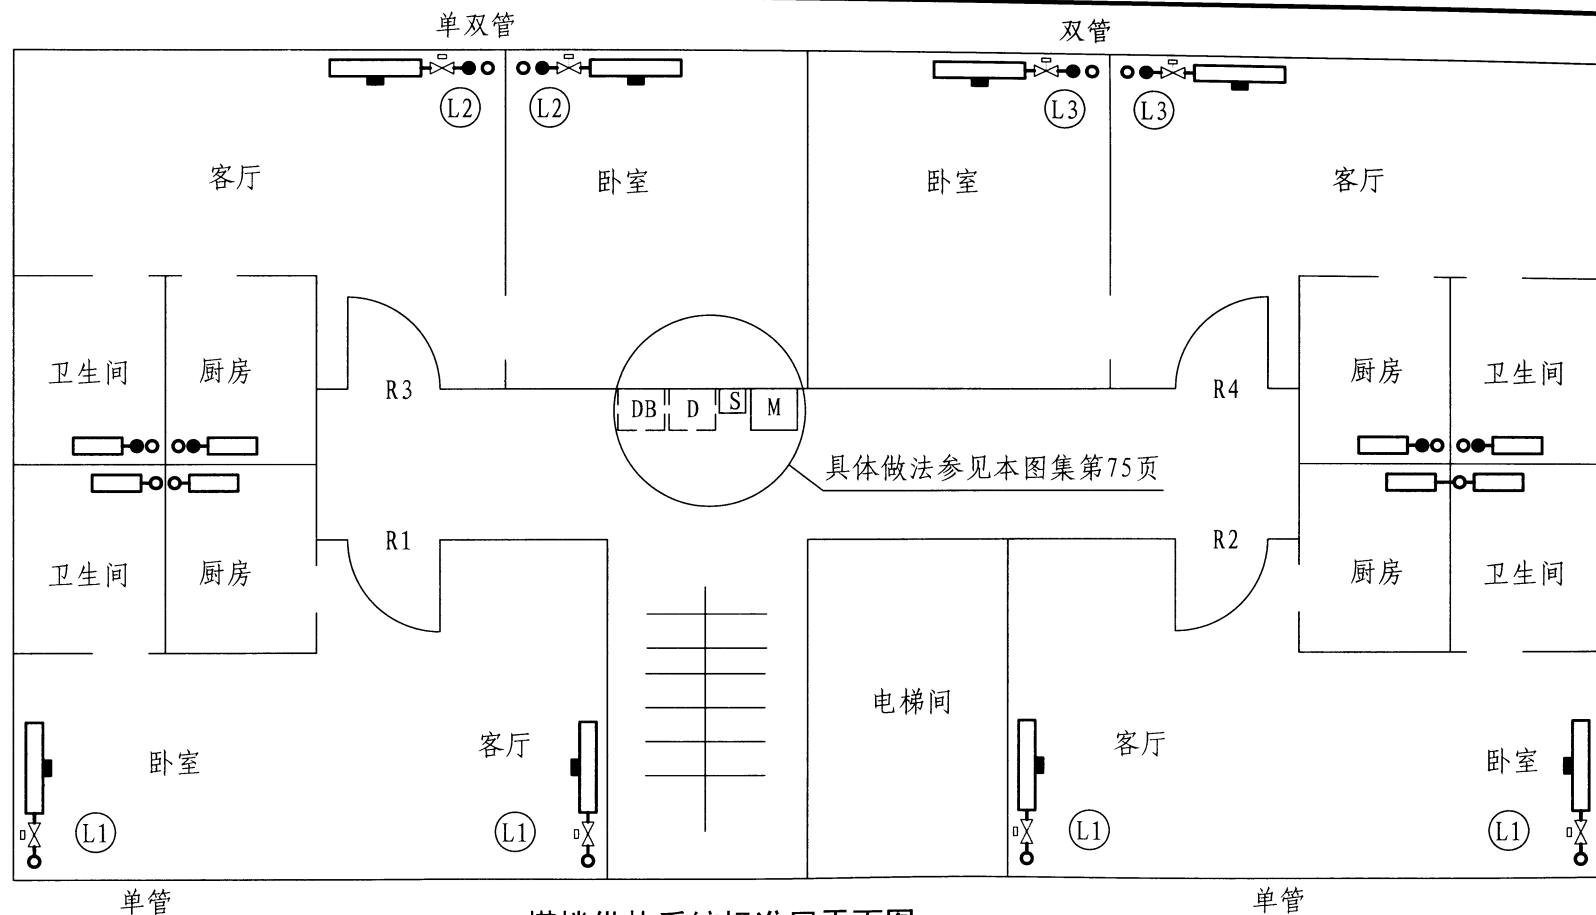 单双管
双管
L2
L2
L3
L3
客厅
卧室
卧室
客厅
卫生间
厨房
R3
DB
D
S
M
R4
厨房
卫生间
具体做法参见本图集第75页
卫生间
厨房
R1
R2
厨房
卫生间
电梯间
卧室
客厅
客厅
卧室
L1
L1
L1
L1
单管
单管